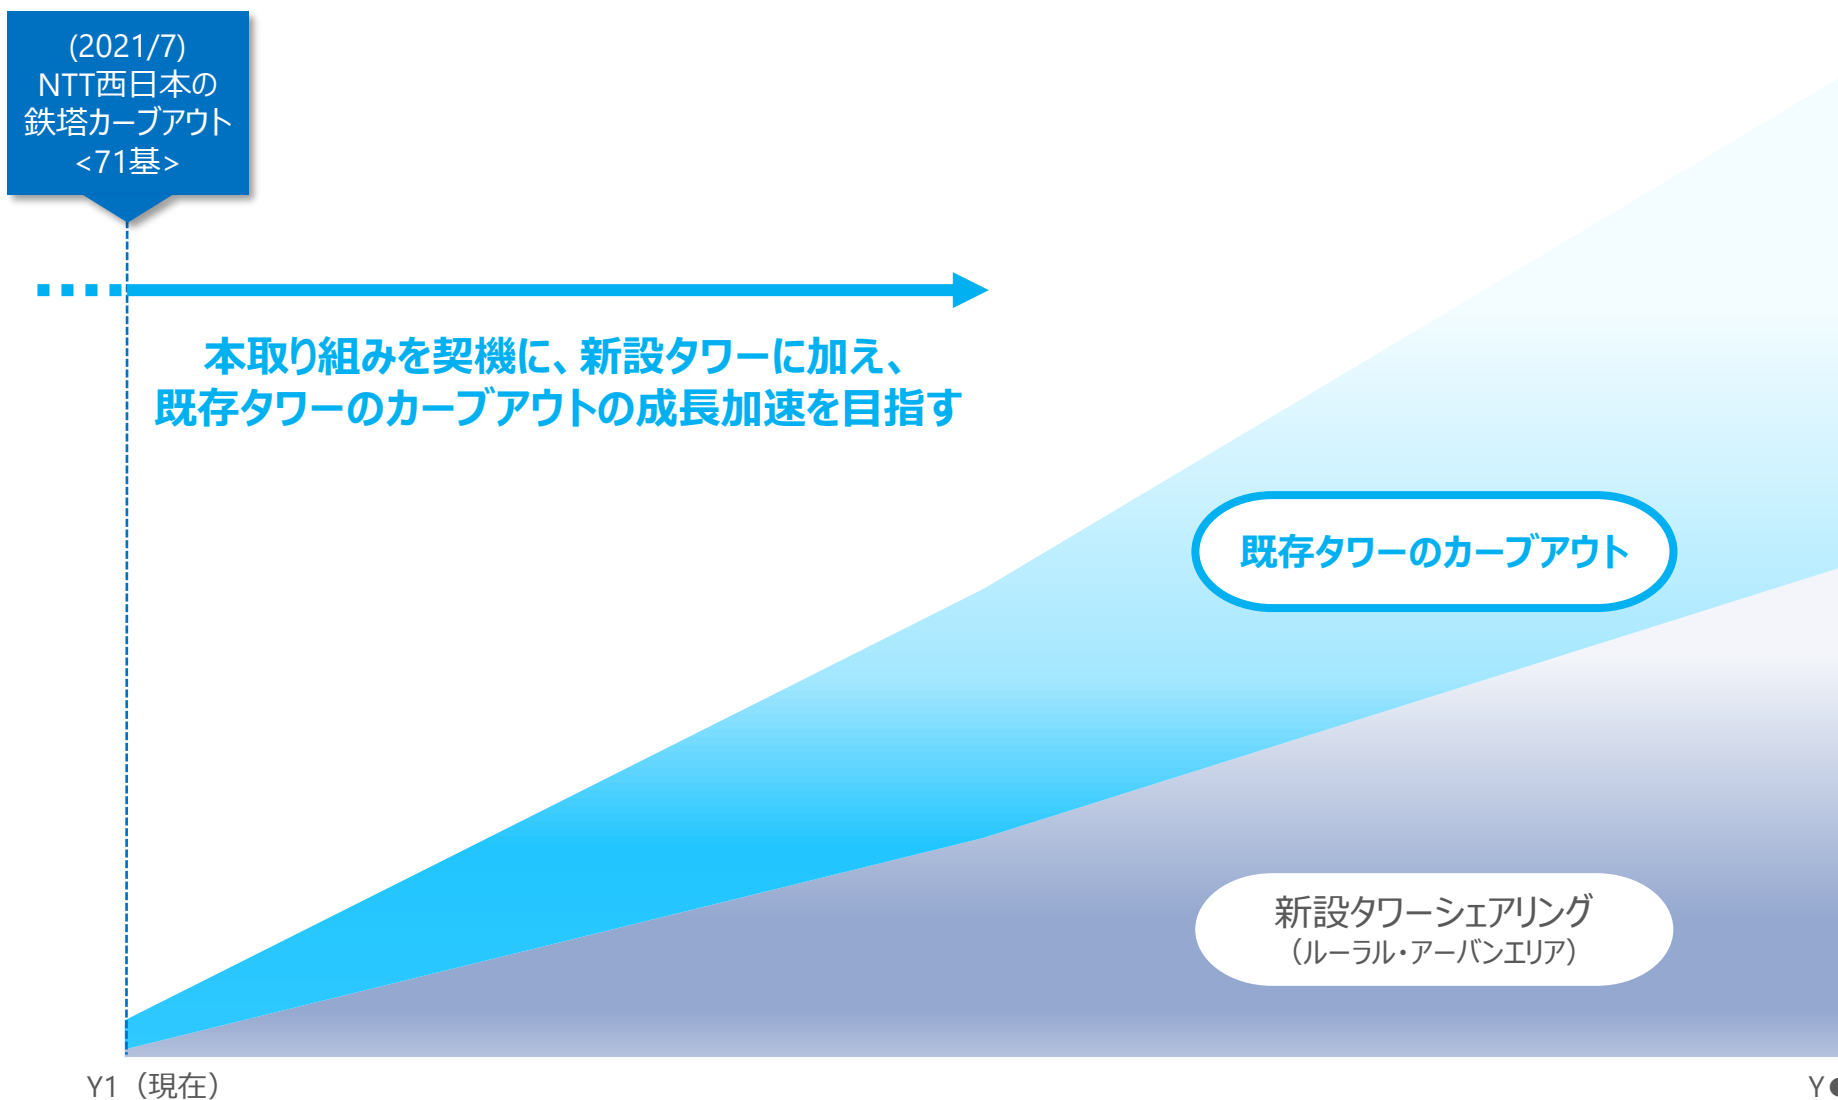 (2021/7)
NTT西日本の
鉄塔カーブアウト
<71基>
本取り組みを契機に、新設タワーに加え、
既存タワーのカーブアウトの成長加速を目指す
既存タワーのカーブアウト
新設タワーシェアリング
（ルーラル・アーバンエリア）
Y1（現在）
Y●